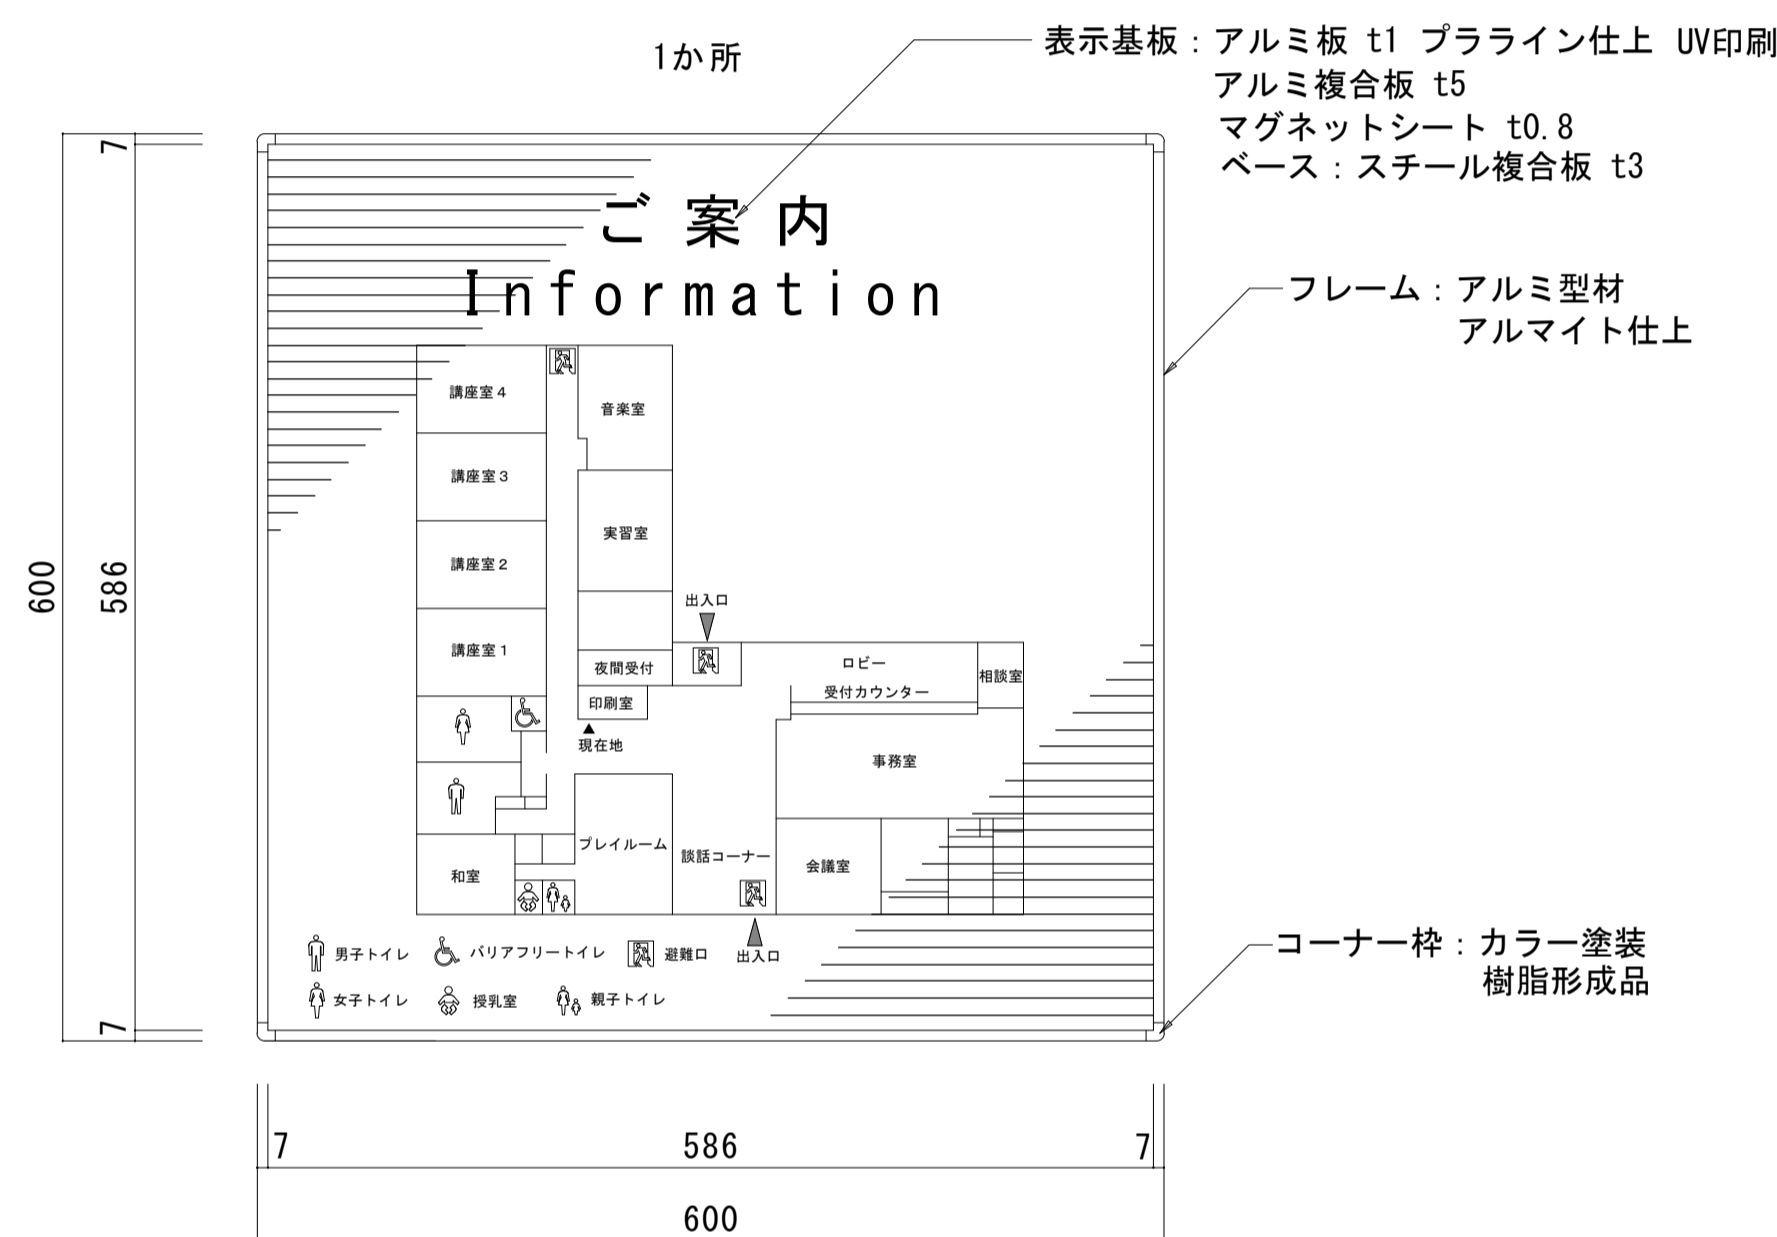 1か所
表示基板：アルミ板 t1 プラライン仕上 UV印刷
アルミ複合板 t5
マグネットシート t0.8
ベース：スチール複合板 t3
7
600
586
7
ご案内
Information
フレーム：アルミ型材
アルマイト仕上
講座室４
音楽室
講座室３
実習室
講座室２
出入口
講座室１
夜間受付
ロビー
相談室
受付カウンター
印刷室
現在地
事務室
プレイルーム
談話コーナー
会議室
和室
男子トイレ
バリアフリートイレ
避難口
出入口
女子トイレ
授乳室
親子トイレ
コーナー枠：カラー塗装
樹脂形成品
7
586
7
600